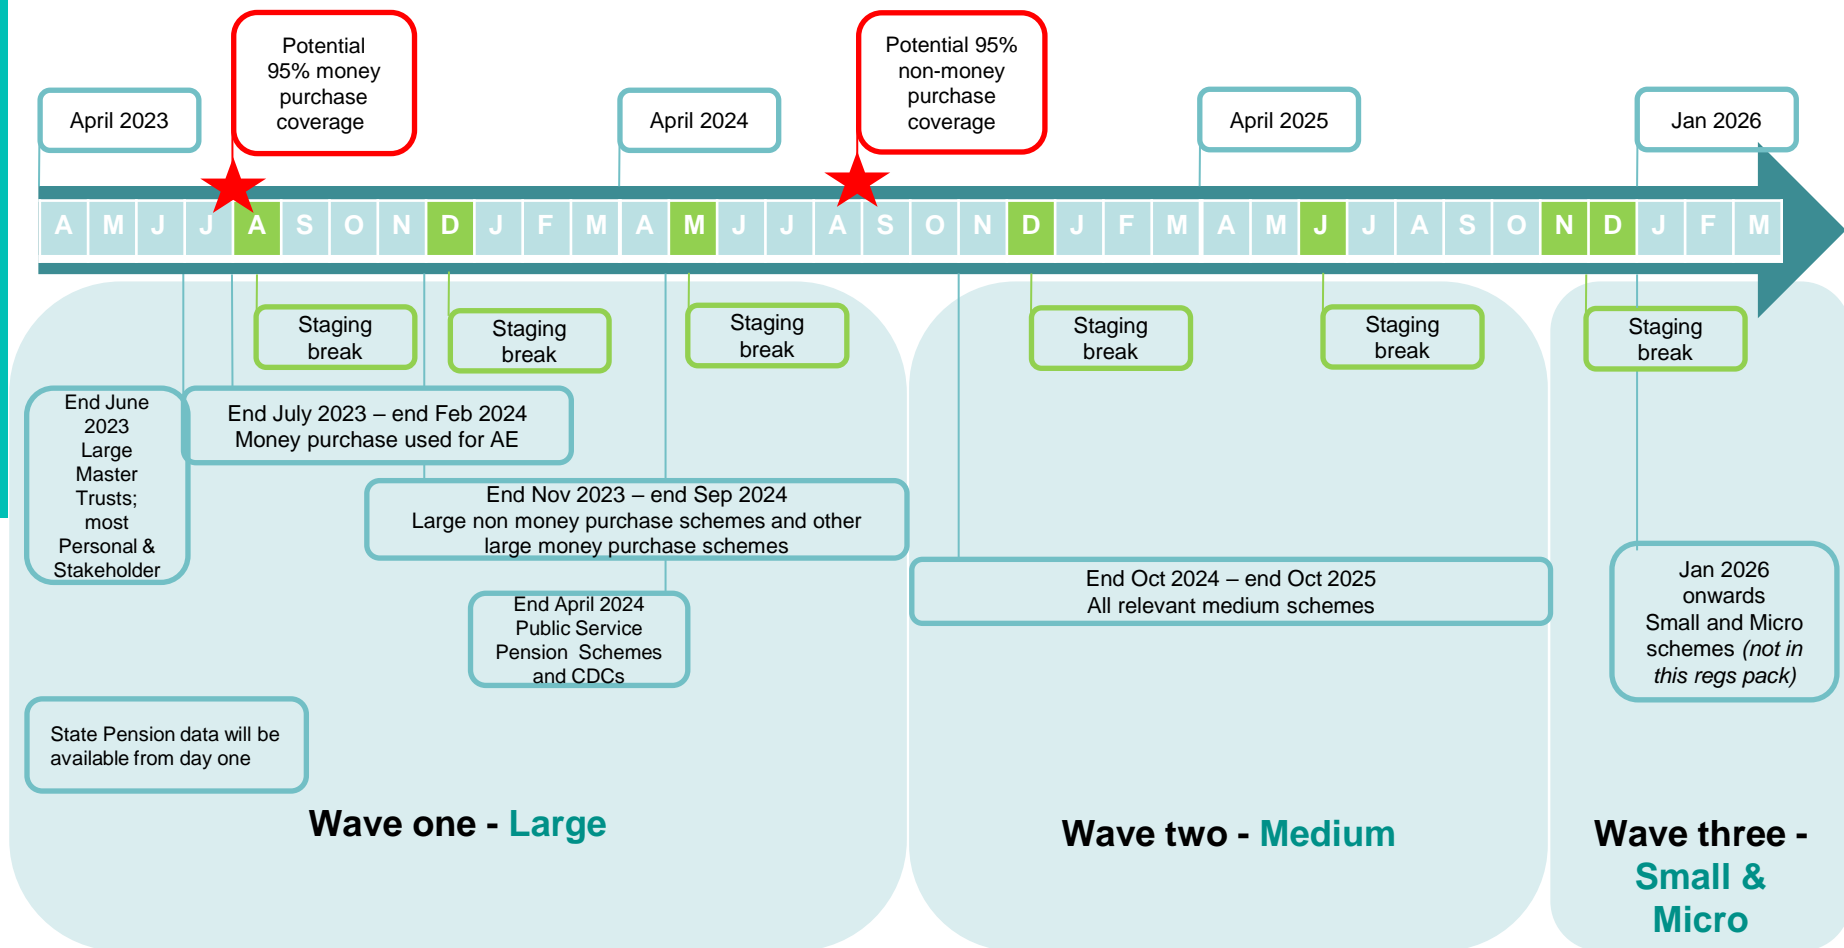 Potential
95% money
purchase
coverage
Potential 95%
non-money
purchase
coverage
April 2023
April 2024
April 2025
Jan 2026
A M J J A S O N D J F M A M J J A S O N D J F M A M J J A S O N D J F M
Staging
break
Staging
break
Staging
break
Staging
break
Staging
break
Staging
break
End June
2023
Large
Master
Trusts;
most
Personal &
Stakeholder
End July 2023 – end Feb 2024
Money purchase used for AE
End Nov 2023 – end Sep 2024
Large non money purchase schemes and other
large money purchase schemes
End April 2024
Public Service
Pension Schemes
and CDCs
End Oct 2024 – end Oct 2025
All relevant medium schemes
Jan 2026
onwards
Small and Micro
schemes (not in
this regs pack)
State Pension data will be
available from day one
Wave one - Large
Wave two - Medium
Wave three -
Small &
Micro